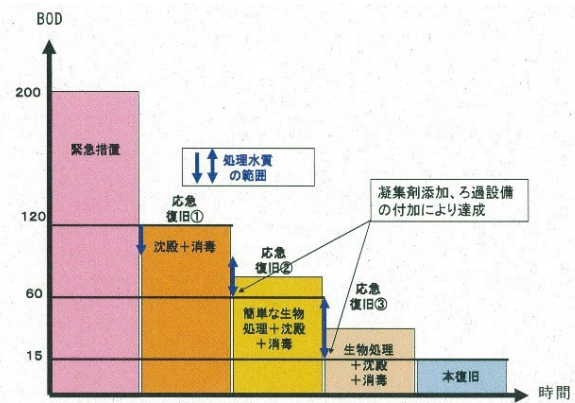 BOD
200
緊急措置
処理水質
の範囲
凝集剤添加、ろ過設備
の付加により達成
応急
復旧①
120
沈殿＋消毒
応急
復旧②
60
簡単な生物
処理＋沈殿
＋消毒
応急
復旧③
15
生物処理
＋沈殿
＋消毒
本復旧
時間